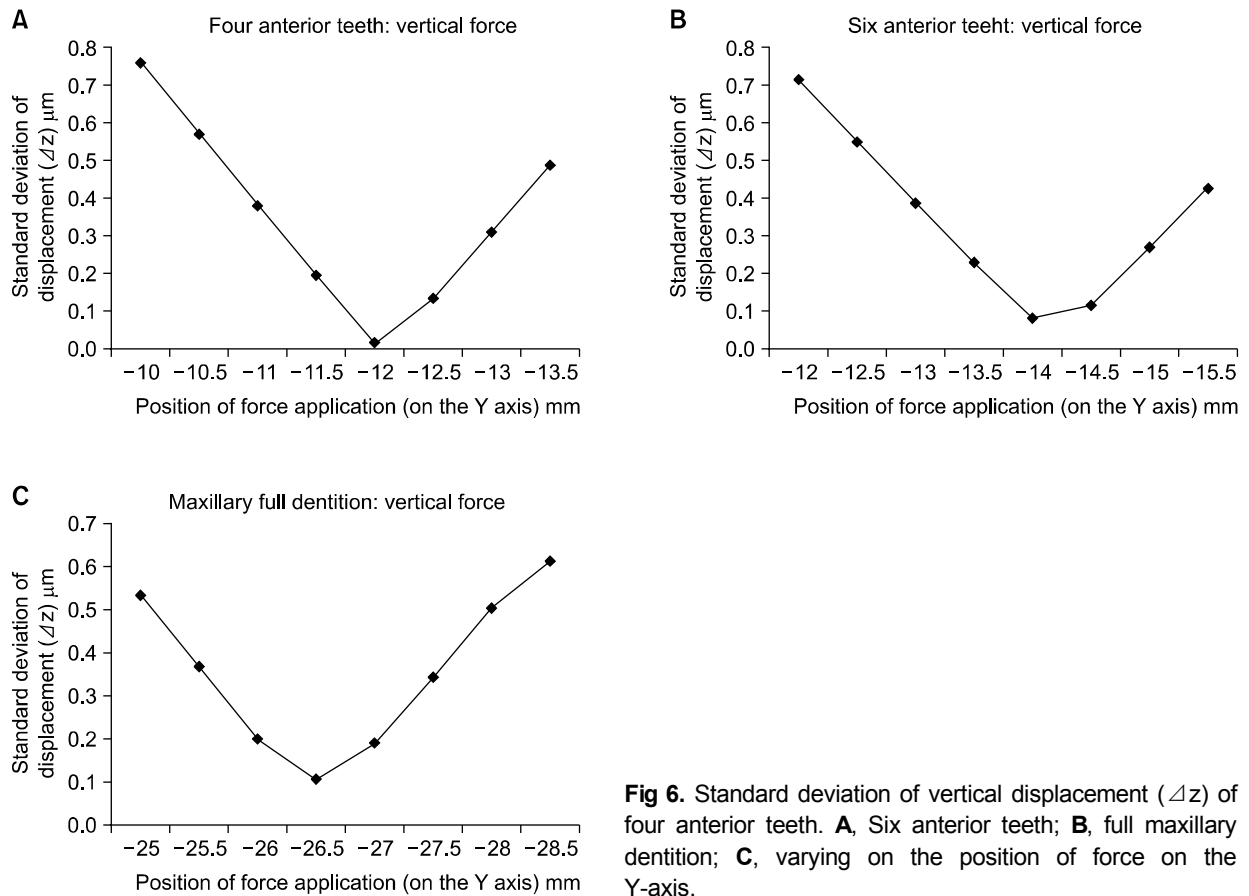 A
Four anterior teeth: vertical force
Standard deviation of
displacement (⊿z) μm
0.8
0.7
0.6
0.5
0.4
0.3
0.2
0.1
0.0
−10 −10.5 −11 −11.5 −12 −12.5 −13 −13.5
Position of force application (on the Y axis) mm
B
Six anterior teeht: vertical force
Standard deviation of
displacement (⊿z) μm
0.8
0.7
0.6
0.5
0.4
0.3
0.2
0.1
0.0
−12 −12.5 −13 −13.5 −14 −14.5 −15 −15.5
Position of force application (on the Y axis) mm
C
Maxillary full dentition: vertical force
Standard deviation of
displacement (⊿z) μm
0.7
0.6
0.5
0.4
0.3
0.2
0.1
0.0
−25 −25.5 −26 −26.5 −27 −27.5 −28 −28.5
Position of force application (on the Y axis) mm
Fig 6. Standard deviation of vertical displacement (⊿z) of
four anterior teeth. A, Six anterior teeth; B, full maxillary
dentition; C, varying on the position of force on the
Y-axis.